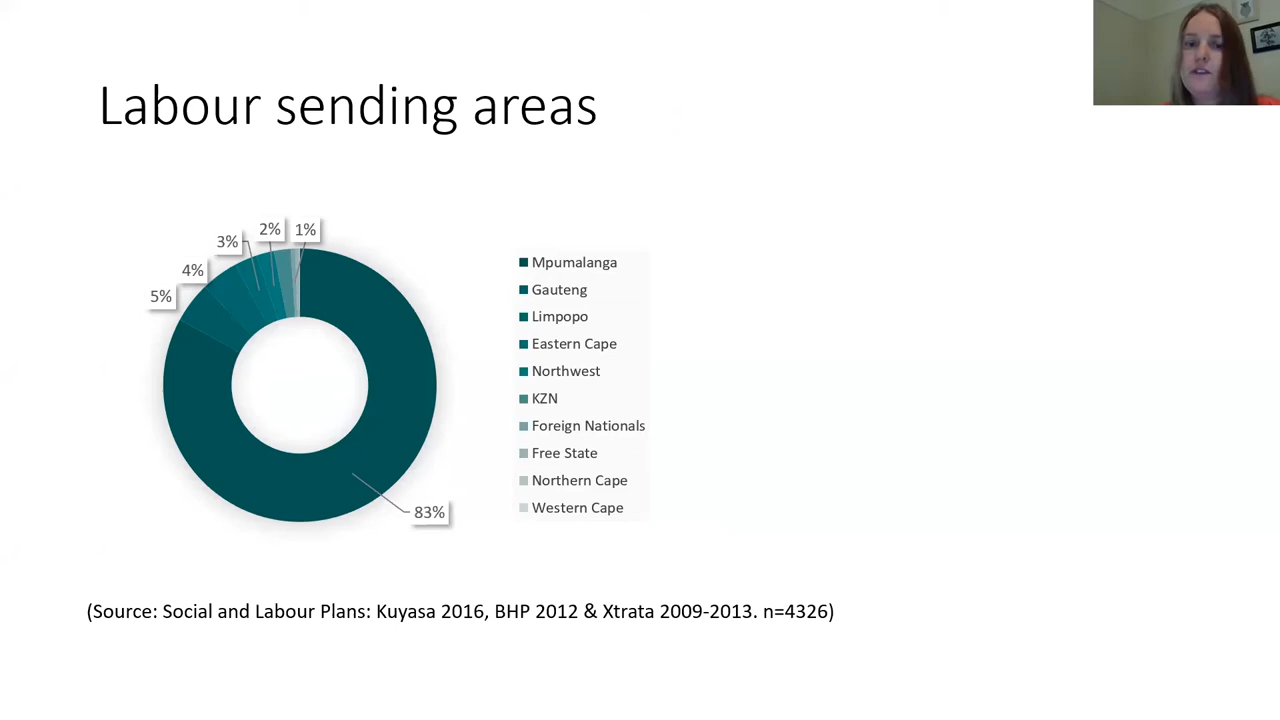 Labour sending areas
5%
4%
3%
2%
1%
83%
Mpumalanga
Gauteng
Limpopo
Eastern Cape
Northwest
KZN
Foreign Nationals
Free State
Northern Cape
Western Cape
(Source: Social and Labour Plans: Kuyasa 2016, BHP 2012 & Xtrata 2009-2013. n=4326)